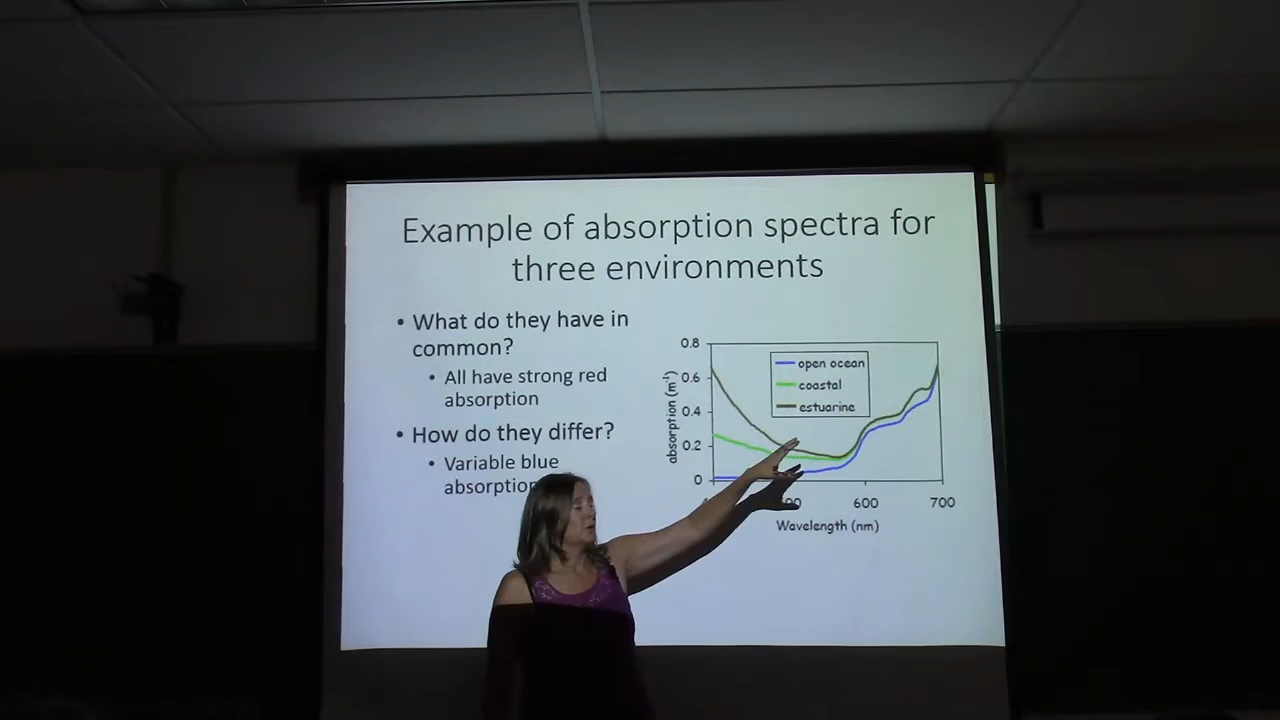 Example of absorption spectra for
three environments
• What do they have in
common?
• All have strong red
absorption
• How do they differ?
• Variable blue
absorption
0.8
0.6
0.4
0.2
0
absorption (m⁻¹)
open ocean
coastal
estuarine
600
700
Wavelength (nm)